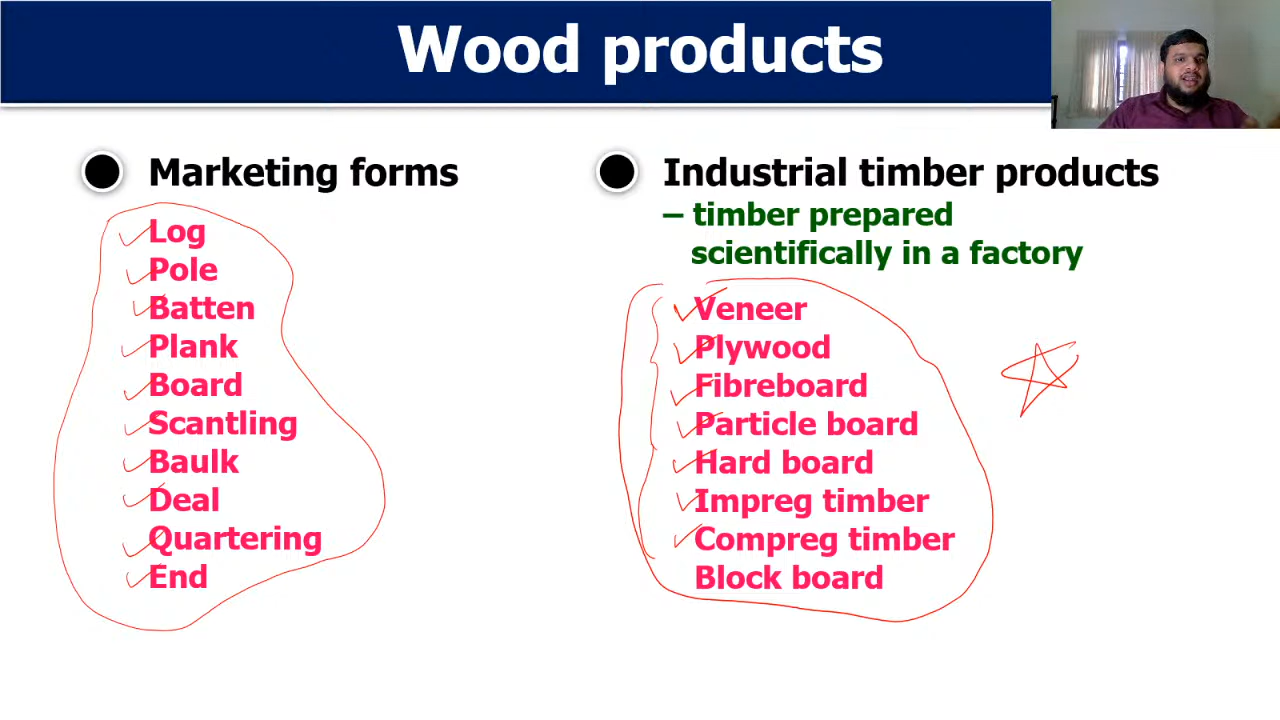 Wood products
Marketing forms
Log
Pole
Batten
Plank
Board
Scantling
Baulk
Deal
Quartering
End
Industrial timber products
– timber prepared
scientifically in a factory
Veneer
Plywood
Fibreboard
Particle board
Hard board
Impreg timber
Compreg timber
Block board